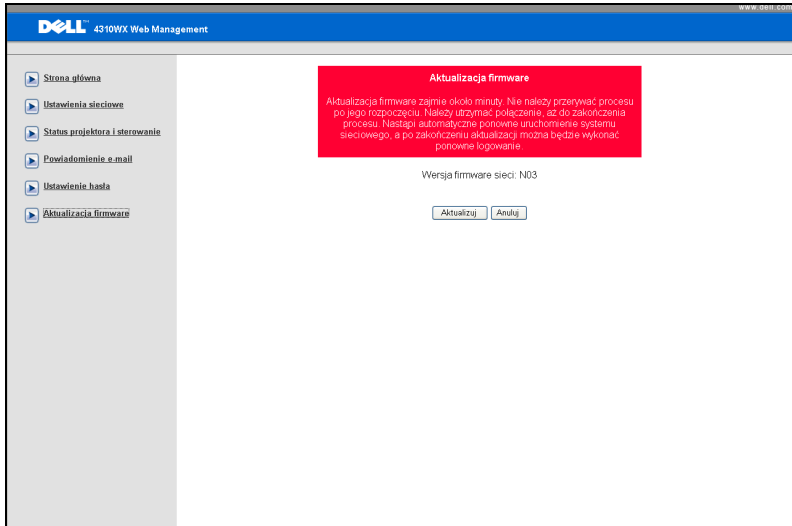 www.dell.com
DELL™ 4310WX Web Management
Strona główna
Ustawienia sieciowe
Status projektora i sterowanie
Powiadomienie e-mail
Ustawienie hasła
Aktualizacja firmware
Aktualizacja firmware
Aktualizacja firmware zajmie około minuty. Nie należy przerywać procesu
po jego rozpoczęciu. Należy utrzymać połączenie, aż do zakończenia
procesu. Nastąpi automatyczne ponowne uruchomienie systemu
sieciowego, a po zakończeniu aktualizacji można będzie wykonać
ponowne logowanie.
Wersja firmware sieci: N03
Aktualizuj Anuluj